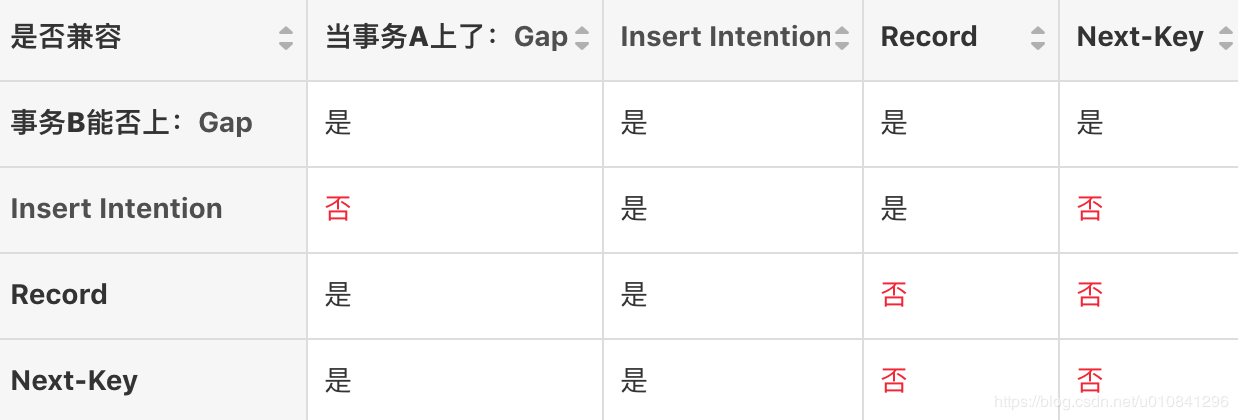 是否兼容 当事务A上了：Gap Insert Intention Record Next-Key
事务B能否上：Gap 是 是 是 是
Insert Intention 否 是 是 否
Record 是 是 否 否
Next-Key 是 是 否 否
https://blog.csdn.net/u010841296